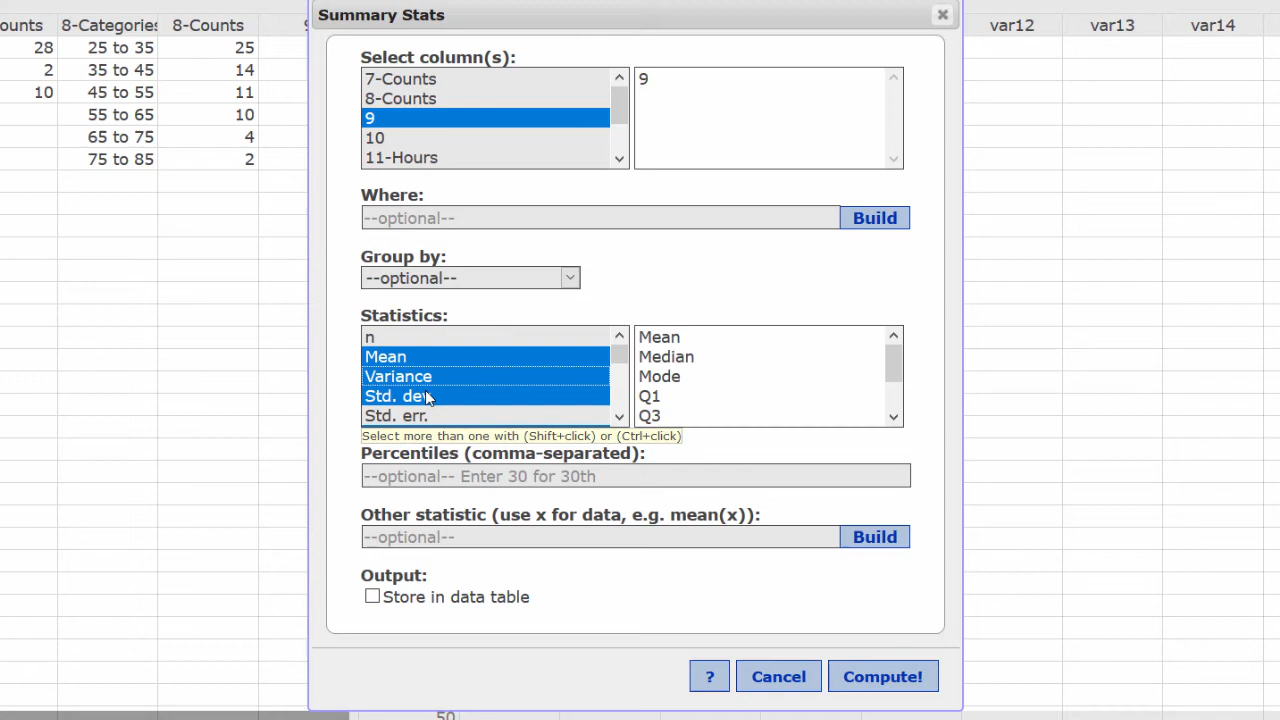 Summary Stats
ounts 8-Categories 8-Counts 9 var12 var13 var14
28 25 to 35 25
2 35 to 45 14
10 45 to 55 11
55 to 65 10
65 to 75 4
75 to 85 2
Select column(s):
7-Counts
8-Counts
9
10
11-Hours
9
Where:
--optional-- Build
Group by:
--optional--
Statistics:
n
Mean
Variance
Std. dev
Std. err.
Mean
Median
Mode
Q1
Q3
Select more than one with (Shift+click) or (Ctrl+click)
Percentiles (comma-separated):
--optional-- Enter 30 for 30th
Other statistic (use x for data, e.g. mean(x)):
--optional-- Build
Output:
Store in data table
? Cancel Compute!
50